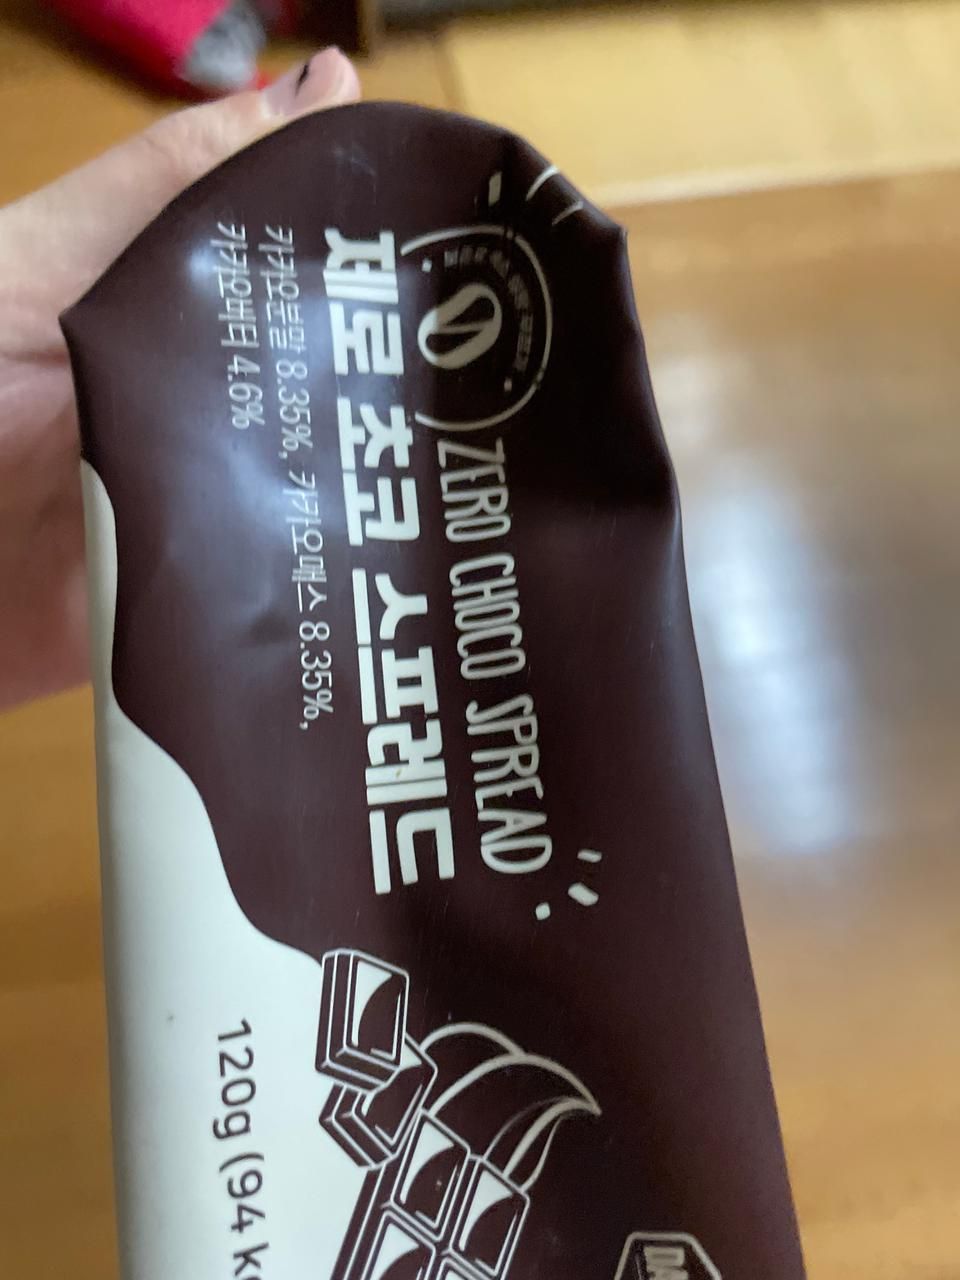 ZERO CHOCO SPREAD
제로 초코 스프레드
카카오분말 8.35%, 카카오매스 8.35%,
카카오버터 4.6%
120g (94